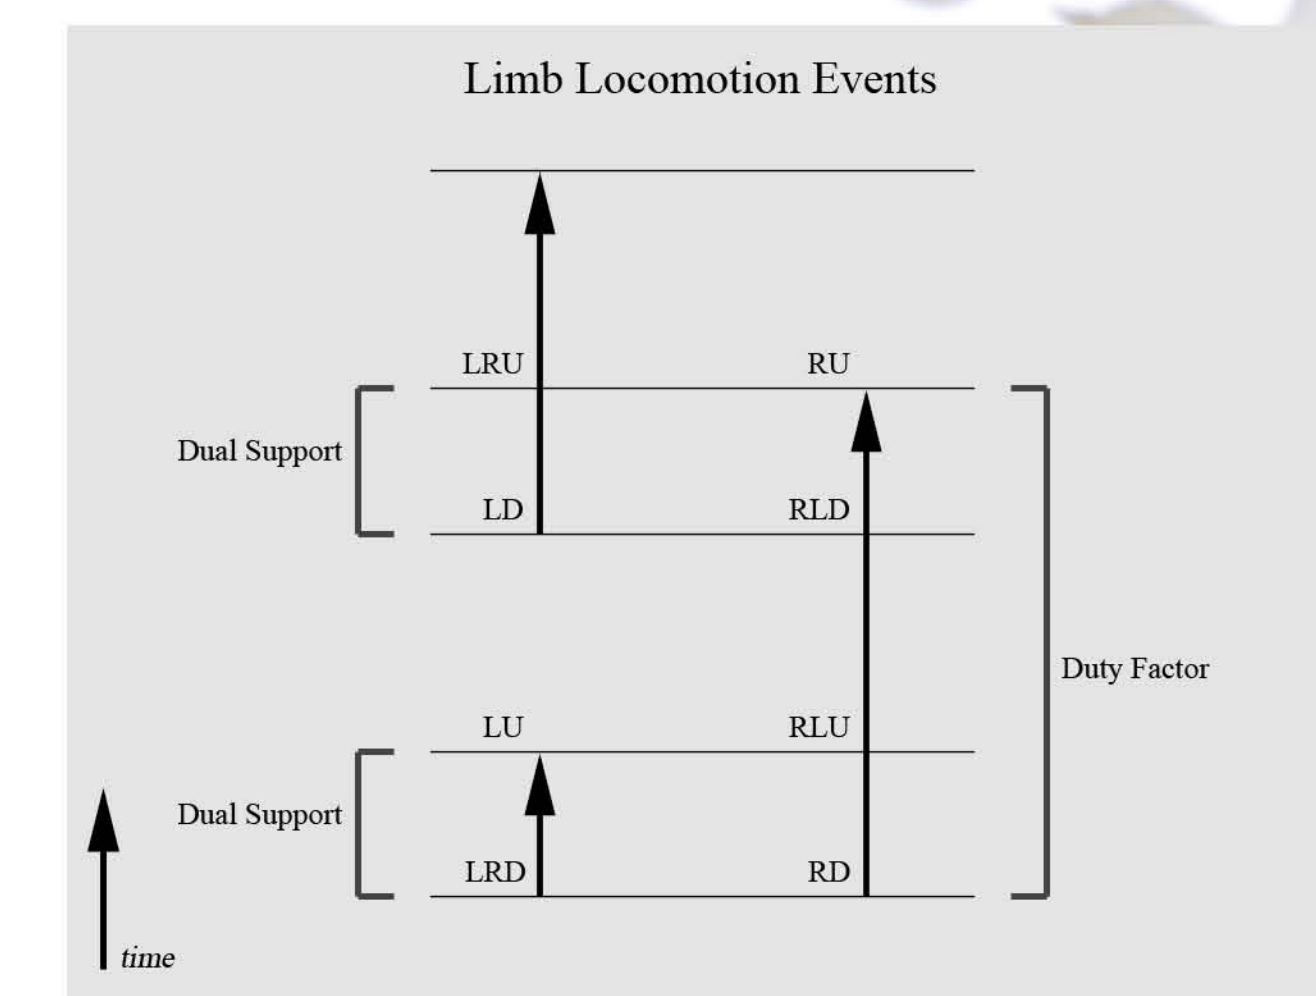 Limb Locomotion Events
LRU RU
Dual Support
LD RLD
Duty Factor
LU RLU
Dual Support
LRD RD
time